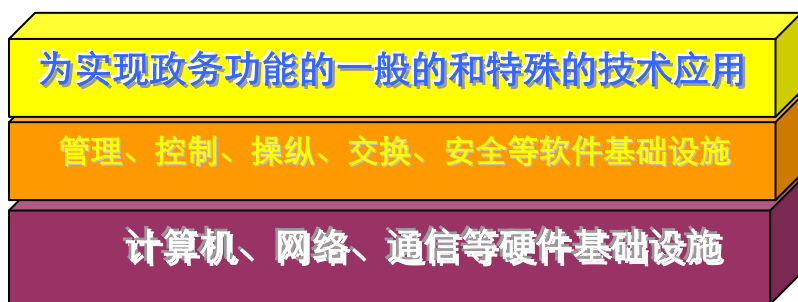 为实现政务功能的一般的和特殊的技术应用
管理、控制、操纵、交换、安全等软件基础设施
计算机、网络、通信等硬件基础设施